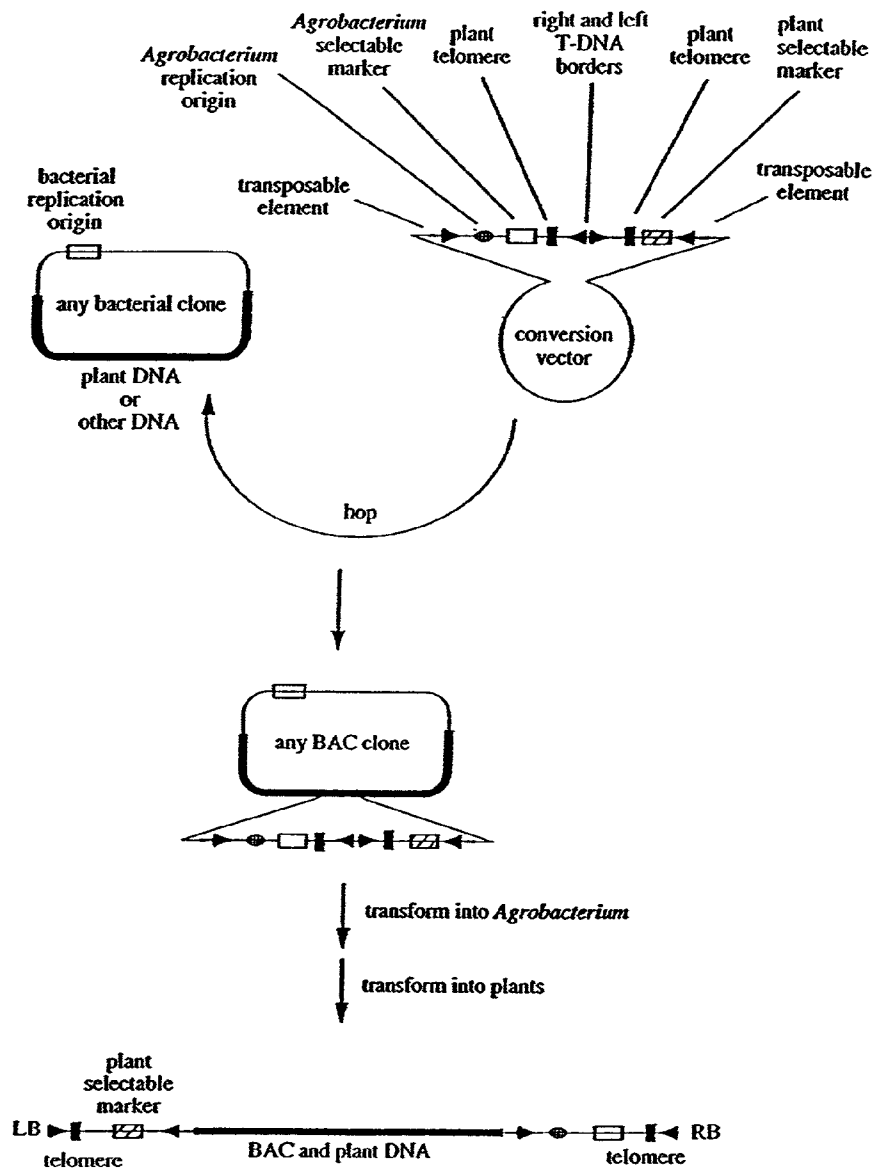 Agrobacterium
replication
origin
Agrobacterium
selectable
marker
plant
telomere
right and left
T-DNA
borders
plant
telomere
plant
selectable
marker
bacterial
replication
origin
transposable
element
transposable
element
any bacterial clone
conversion
vector
plant DNA
or
other DNA
hop
any BAC clone
transform into Agrobacterium
transform into plants
plant
selectable
marker
LB
RB
telomere
BAC and plant DNA
telomere